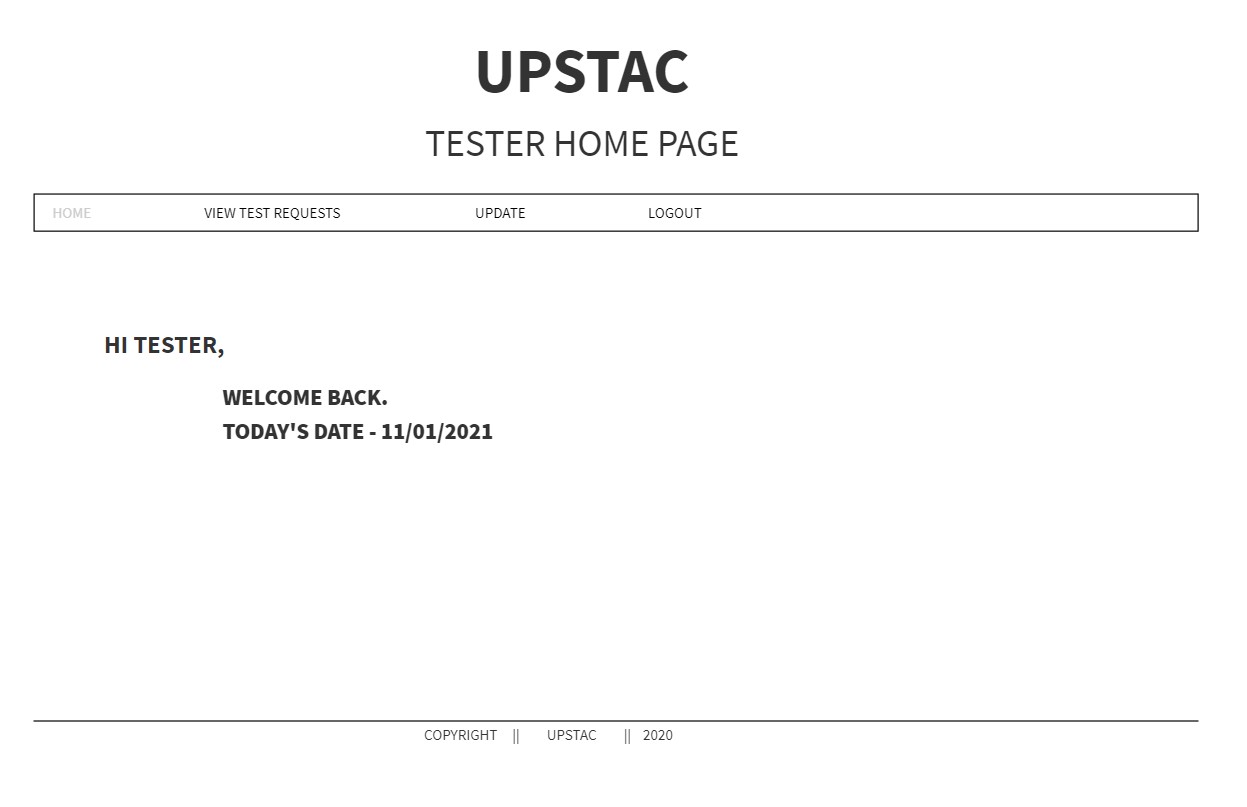 UPSTAC
TESTER HOME PAGE
HOME VIEW TEST REQUESTS UPDATE LOGOUT
HI TESTER,
WELCOME BACK.
TODAY'S DATE - 11/01/2021
COPYRIGHT || UPSTAC || 2020